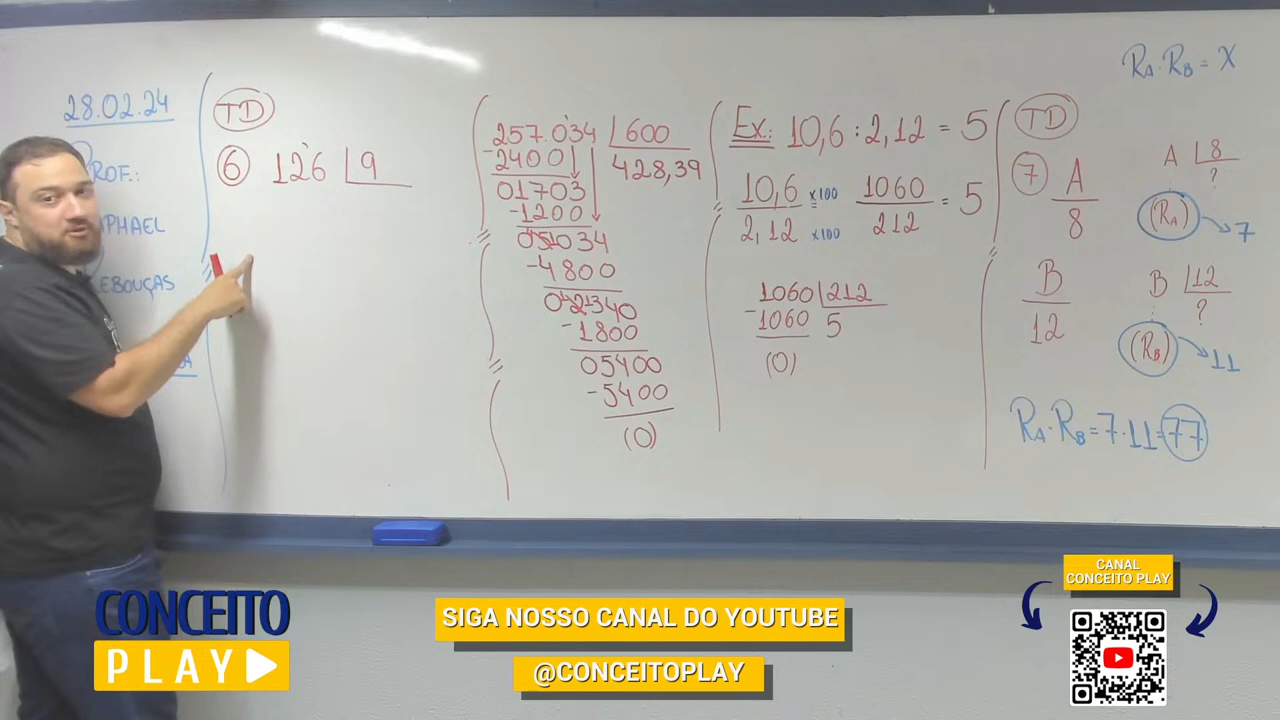 28.02.24
ROF.:
PHAEL
EBOUÇAS
TD
6 126 9
257.034 600
-2400 428,39
01703
-1200
051034
-4800
-1800
05400
-5400
(0)
Ex.: 10,6 : 2,12 = 5
10,6 x100 1060 = 5
2,12 x100 212
1060 212
-1060 5
(0)
RA.RB = X
TD
7 A
8
B
12
A 8
?
(RA) 7
B 12
?
(RB) 11
RA.RB = 7.11 = 77
CONCEITO
PLAY
SIGA NOSSO CANAL DO YOUTUBE
@CONCEITOPLAY
CANAL
CONCEITO PLAY